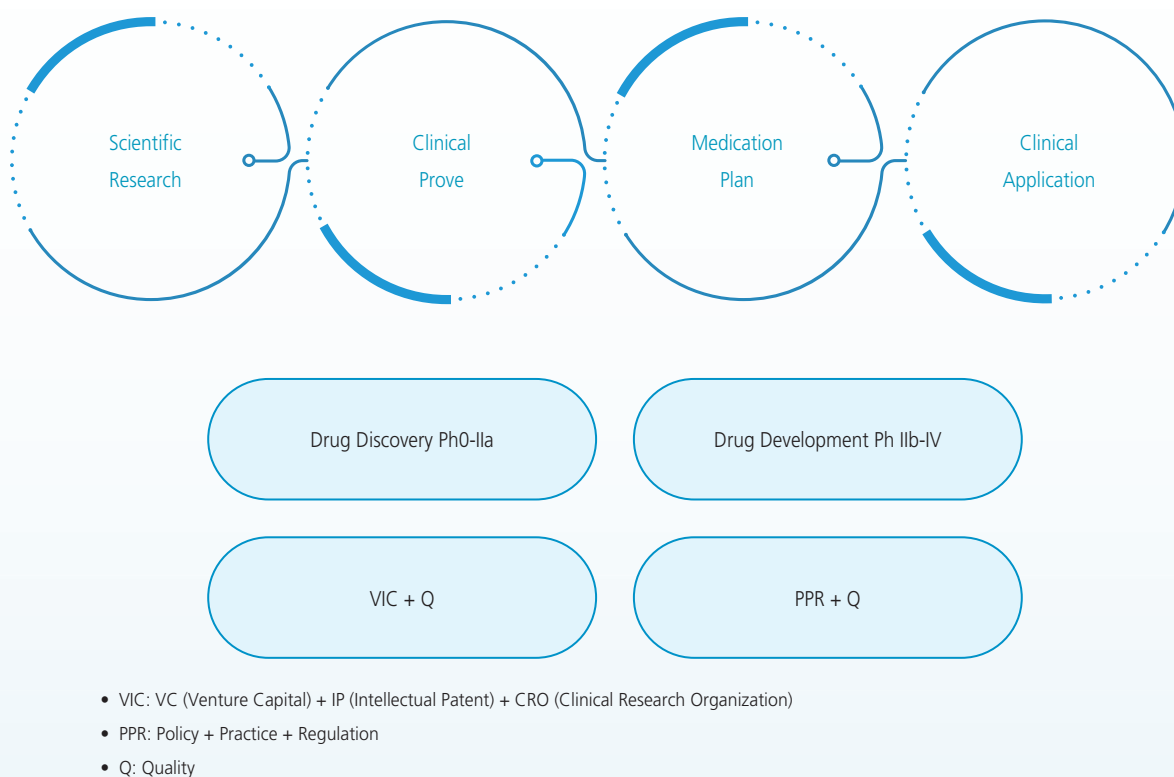 Scientific
Research
Clinical
Prove
Medication
Plan
Clinical
Application
Drug Discovery Ph0-IIa
Drug Development Ph IIb-IV
VIC + Q
PPR + Q
• VIC: VC (Venture Capital) + IP (Intellectual Patent) + CRO (Clinical Research Organization)
• PPR: Policy + Practice + Regulation
• Q: Quality